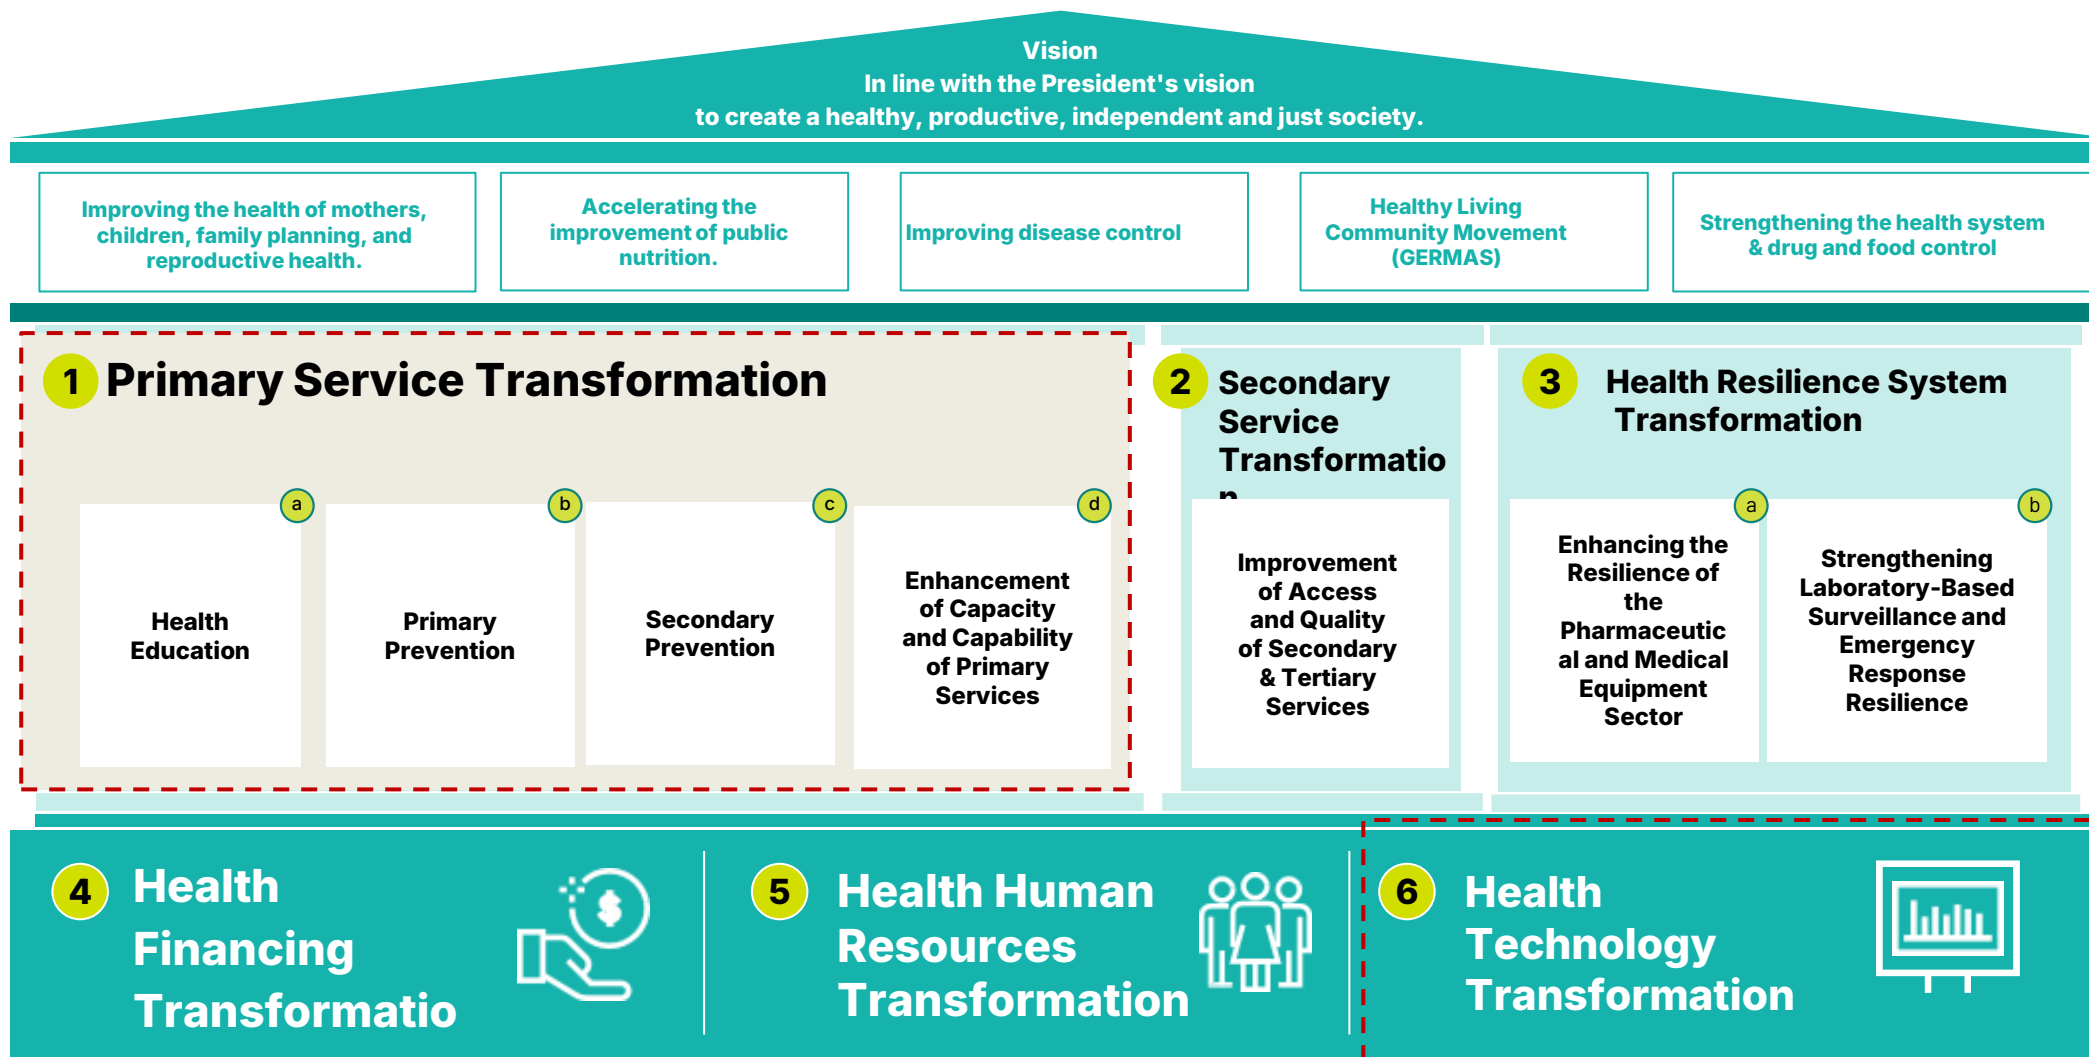 Vision
In line with the President's vision
to create a healthy, productive, independent and just society.
Improving the health of mothers,
children, family planning, and
reproductive health.
Accelerating the
improvement of public
nutrition.
Improving disease control
Healthy Living
Community Movement
(GERMAS)
Strengthening the health system
& drug and food control
1 Primary Service Transformation
a
Health
Education
b
Primary
Prevention
c
Secondary
Prevention
d
Enhancement
of Capacity
and Capability
of Primary
Services
2 Secondary
Service
Transformatio
n
Improvement
of Access
and Quality
of Secondary
& Tertiary
Services
3 Health Resilience System
Transformation
a
Enhancing the
Resilience of
the
Pharmaceutic
al and Medical
Equipment
Sector
b
Strengthening
Laboratory-Based
Surveillance and
Emergency
Response
Resilience
4 Health
Financing
Transformatio
$
5 Health Human
Resources
Transformation
6 Health
Technology
Transformation